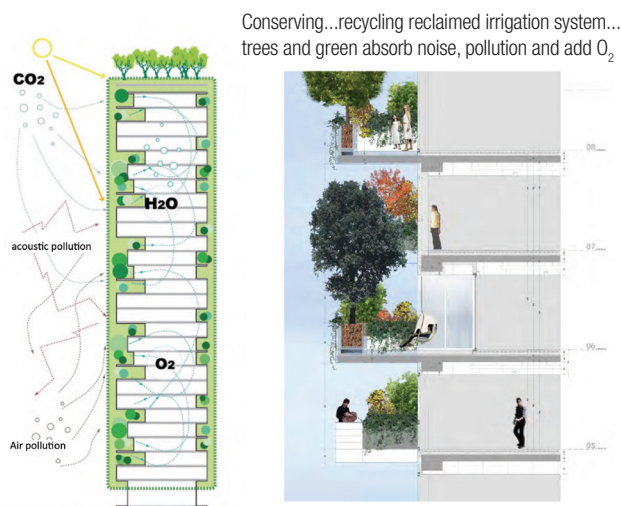 Conserving...recycling reclaimed irrigation system...
trees and green absorb noise, pollution and add O2
CO2
H2O
acoustic pollution
O2
Air pollution
08
07
06
05